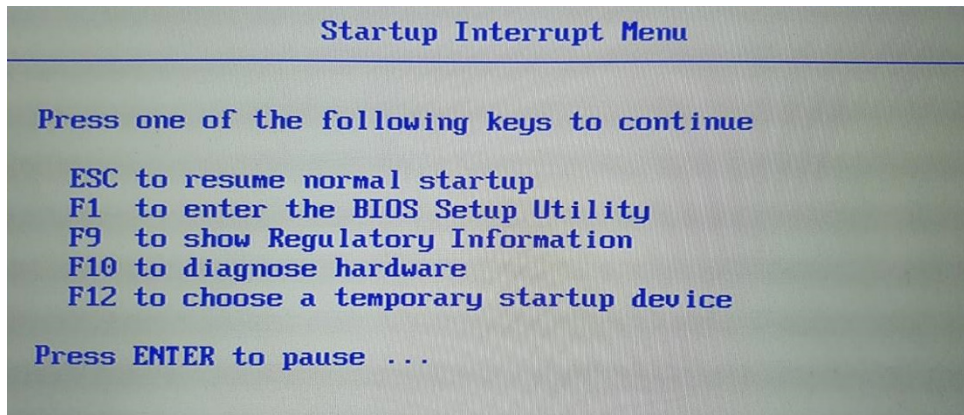 Startup Interrupt Menu
Press one of the following keys to continue
ESC to resume normal startup
F1 to enter the BIOS Setup Utility
F9 to show Regulatory Information
F10 to diagnose hardware
F12 to choose a temporary startup device
Press ENTER to pause ...